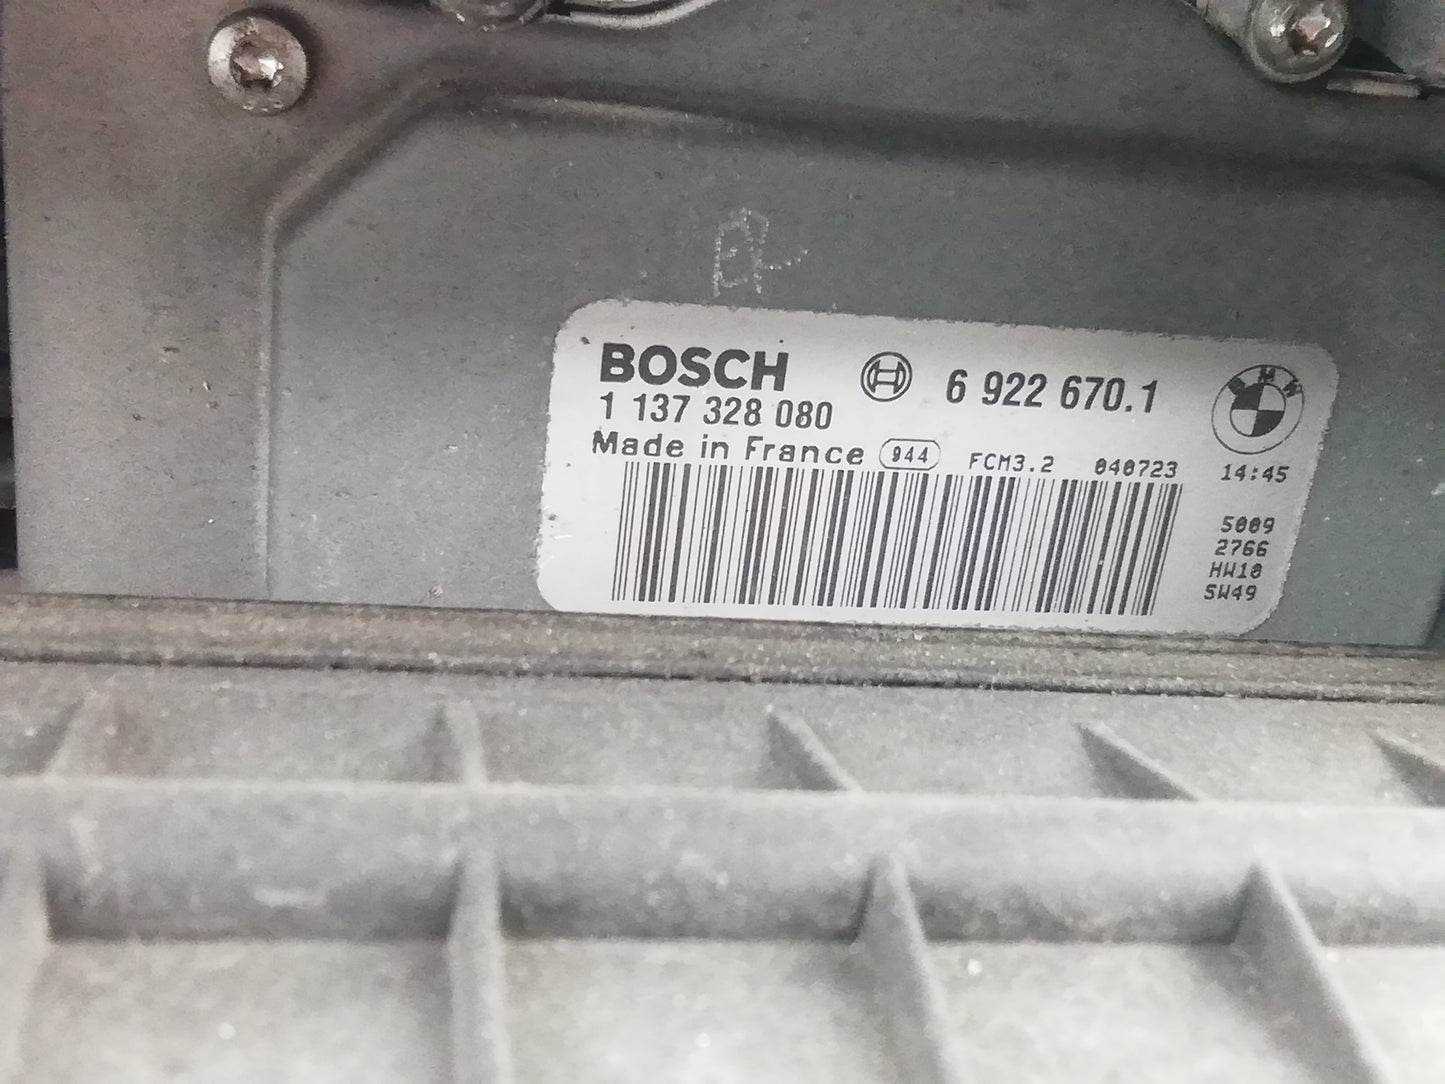 BOSCH 6 922 670.1 BMW
1 137 328 080
Made in France 944 FCM3.2 040723 14:45
5009
2766
HW10
SW49